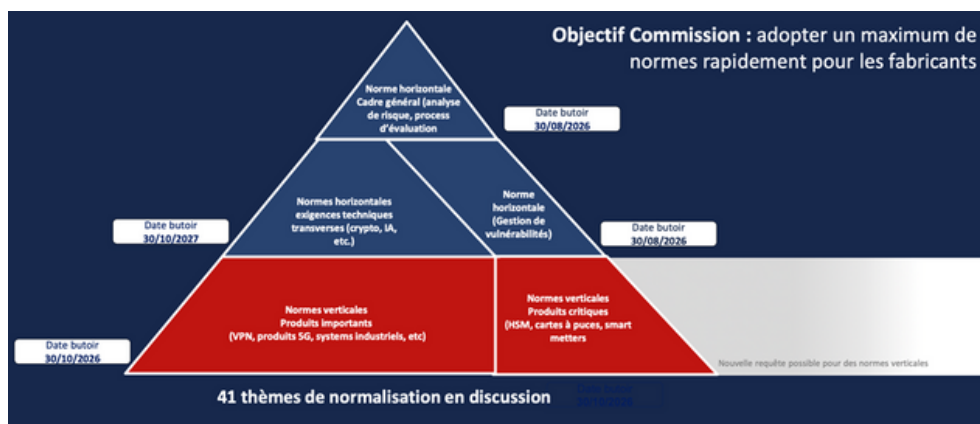 Objectif Commission : adopter un maximum de
normes rapidement pour les fabricants
Norme horizontale
Cadre général (analyse
de risque, process
d'évaluation
Date butoir
30/08/2026
Normes horizontales
exigences techniques
transverses (crypto, IA,
etc.)
Norme
horizontale
(Gestion de
vulnérabilités)
Date butoir
30/10/2027
Date butoir
30/08/2026
Normes verticales
Produits importants
(VPN, produits 5G, systems industriels, etc)
Normes verticales
Produits critiques
(HSM, cartes à puces, smart
metters
Date butoir
30/10/2026
Nouvelle requête possible pour des normes verticales
41 thèmes de normalisation en discussion
Date butoir